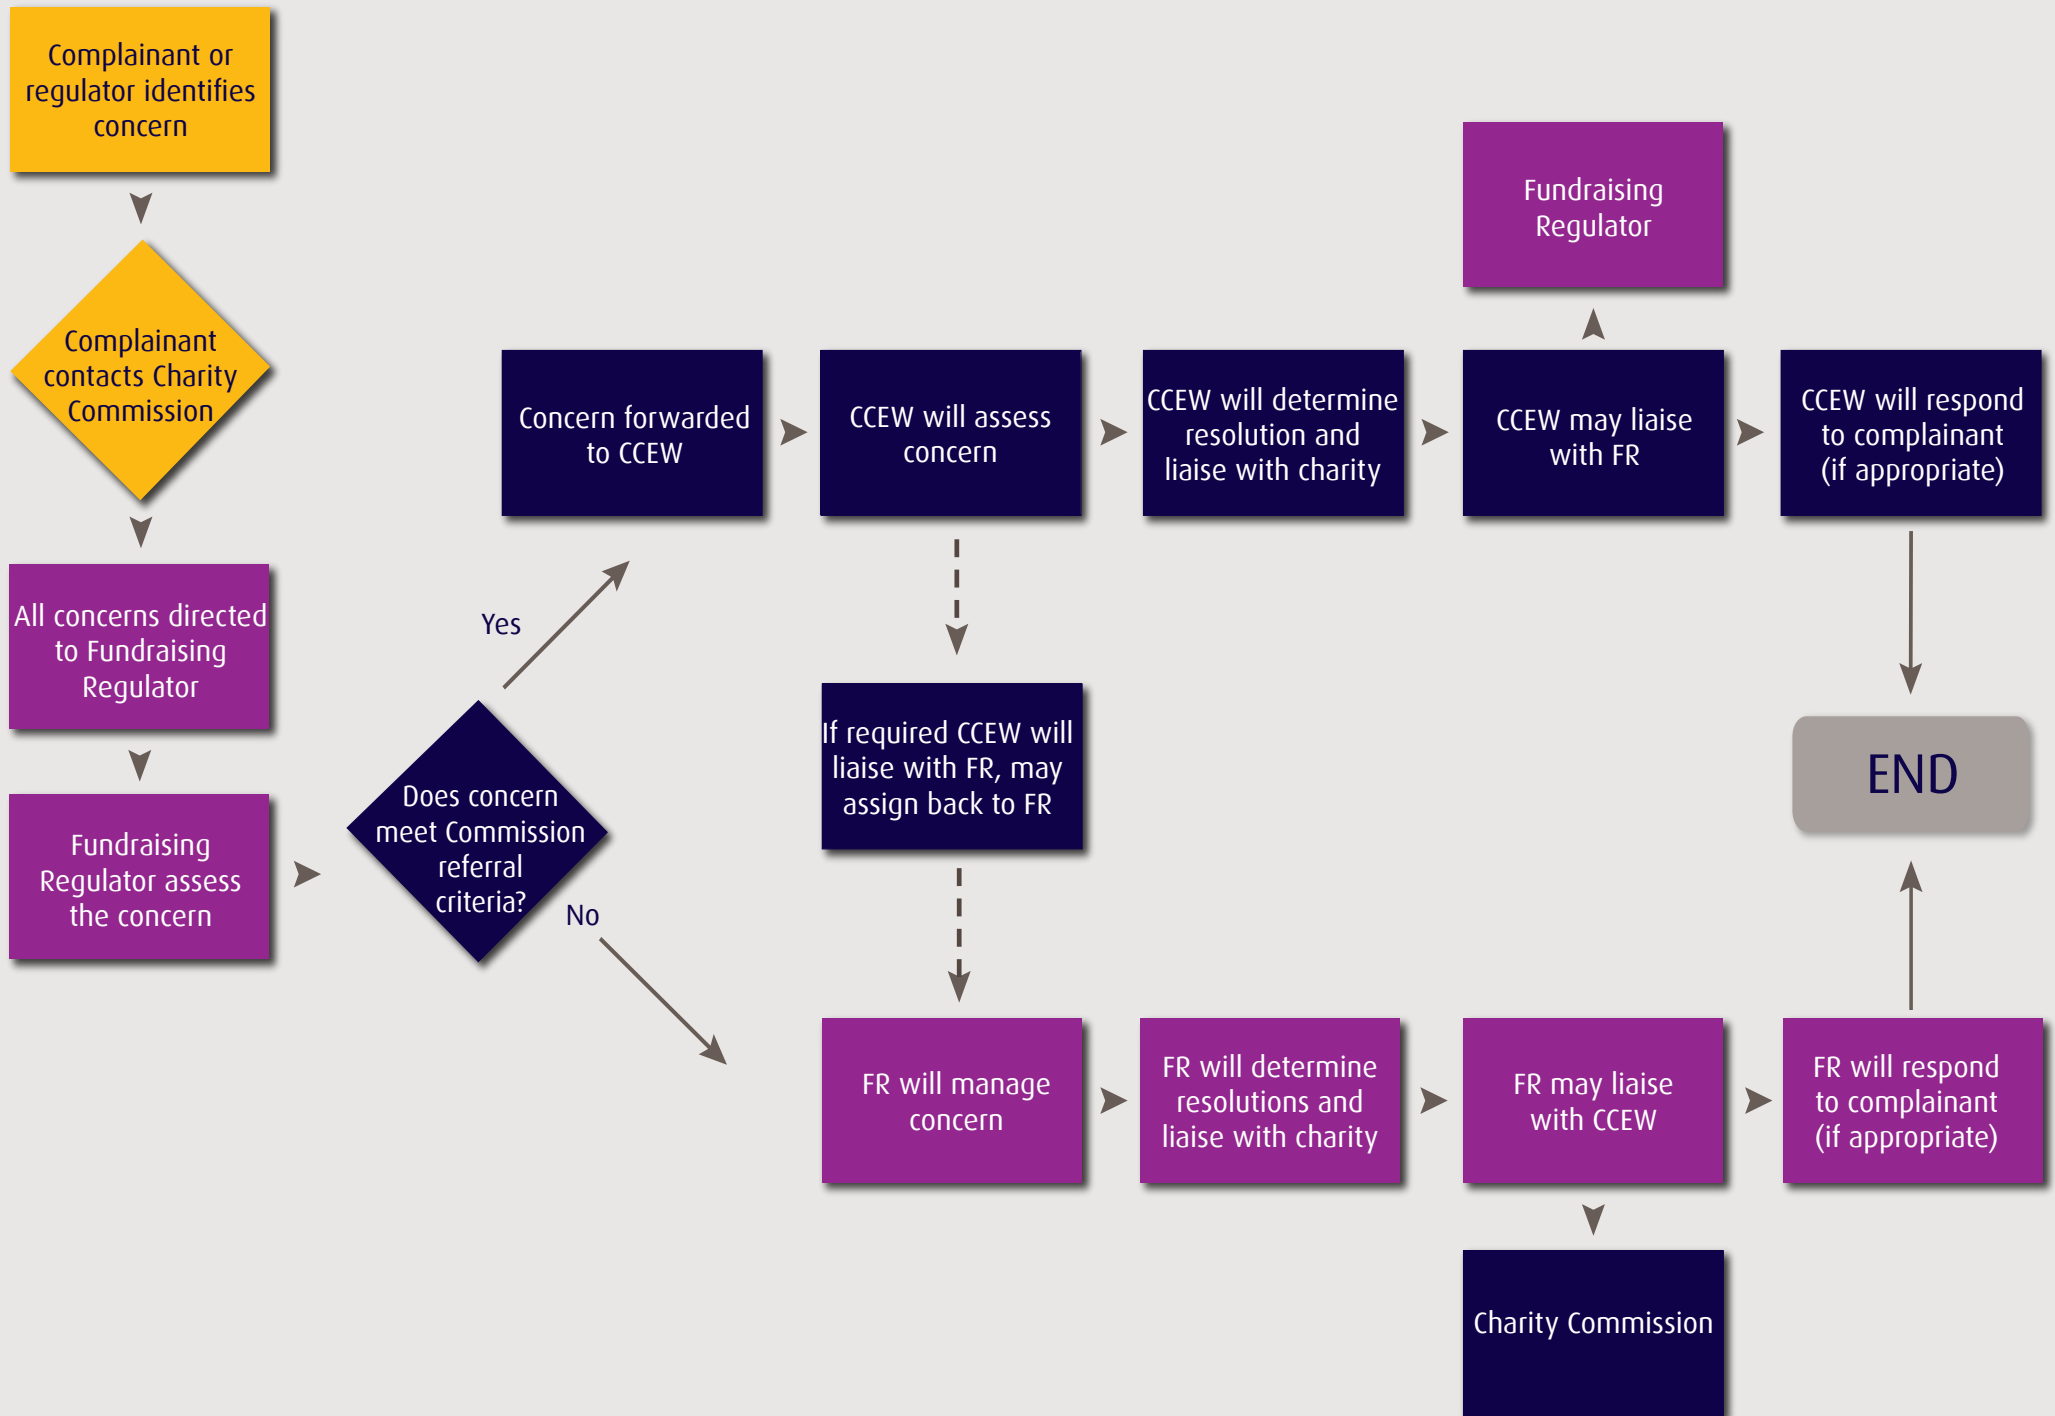 Complainant or
regulator identifies
concern
Complainant
contacts Charity
Commission
All concerns directed
to Fundraising
Regulator
Fundraising
Regulator assess
the concern
Does concern
meet Commission
referral
criteria?
Yes
No
Concern forwarded
to CCEW
CCEW will assess
concern
CCEW will determine
resolution and
liaise with charity
CCEW may liaise
with FR
Fundraising
Regulator
CCEW will respond
to complainant
(if appropriate)
If required CCEW will
liaise with FR, may
assign back to FR
END
FR will manage
concern
FR will determine
resolutions and
liaise with charity
FR may liaise
with CCEW
FR will respond
to complainant
(if appropriate)
Charity Commission